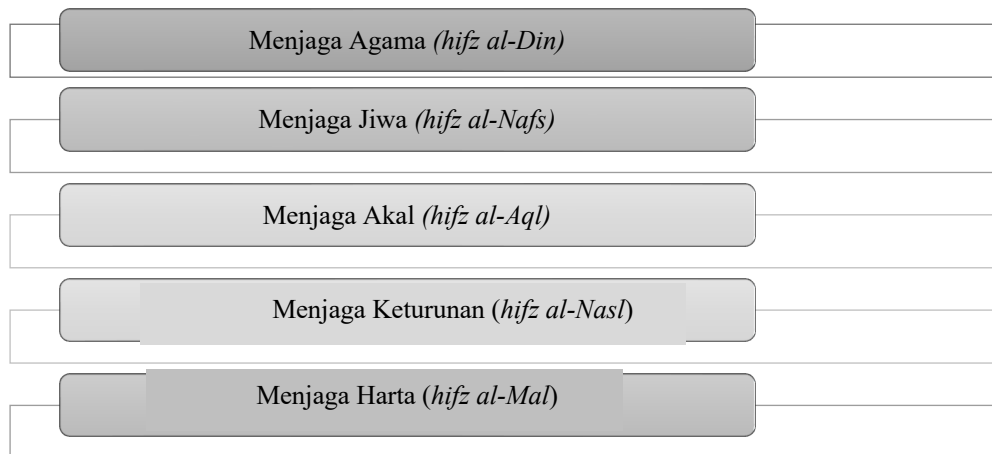 Menjaga Agama (hifz al-Din)
Menjaga Jiwa (hifz al-Nafs)
Menjaga Akal (hifz al-Aql)
Menjaga Keturunan (hifz al-Nasl)
Menjaga Harta (hifz al-Mal)